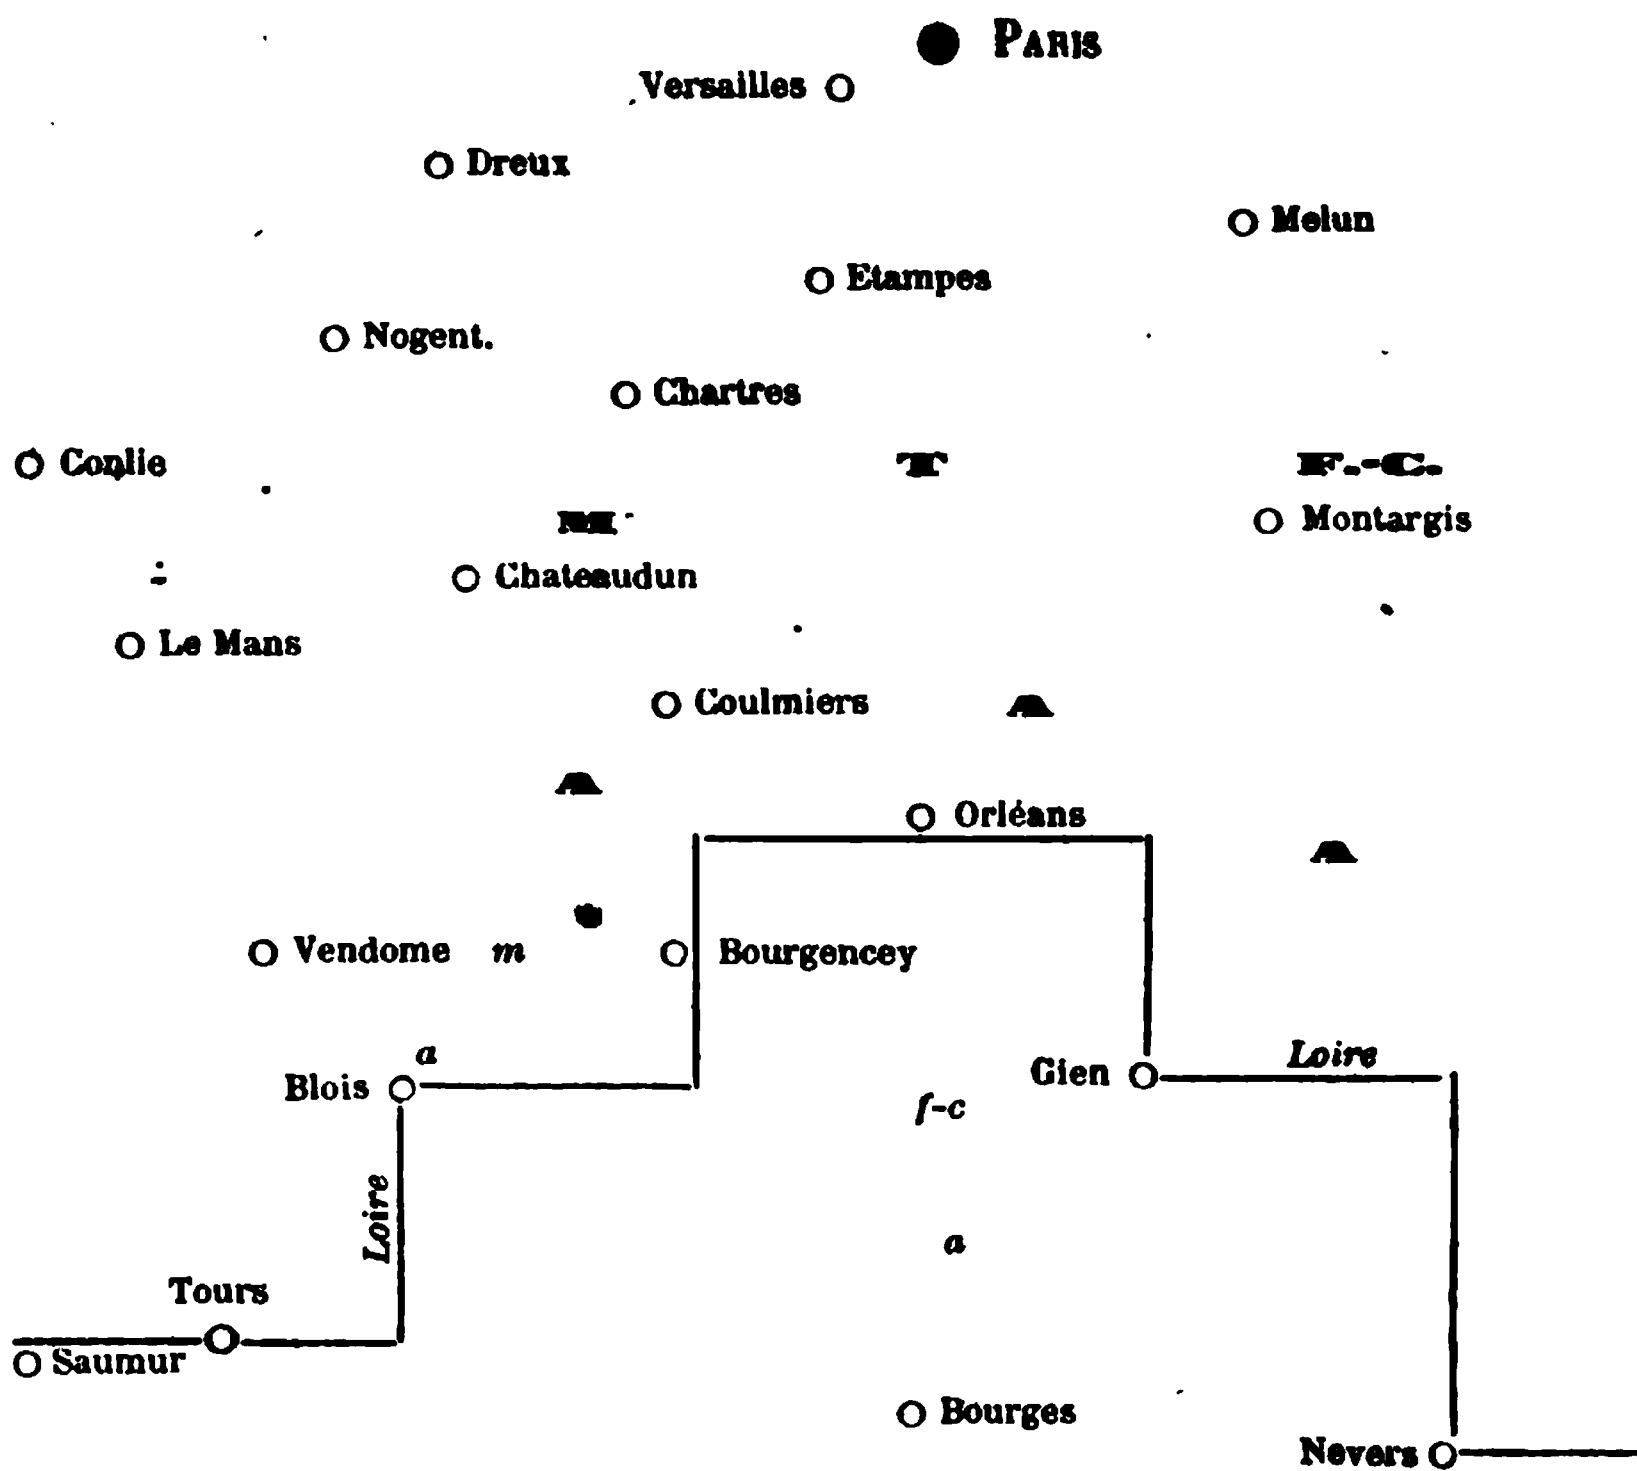 PARIS
Versailles
Dreux
Melun
Etampes
Nogent.
Chartres
Conlie
T
F.-C.
M
Montargis
Chateaudun
Le Mans
Coulmiers
A
A
Orléans
A
Vendome
m
Bourgencey
a
Blois
Gien
Loire
f-c
Loire
a
Tours
Saumur
Bourges
Nevers